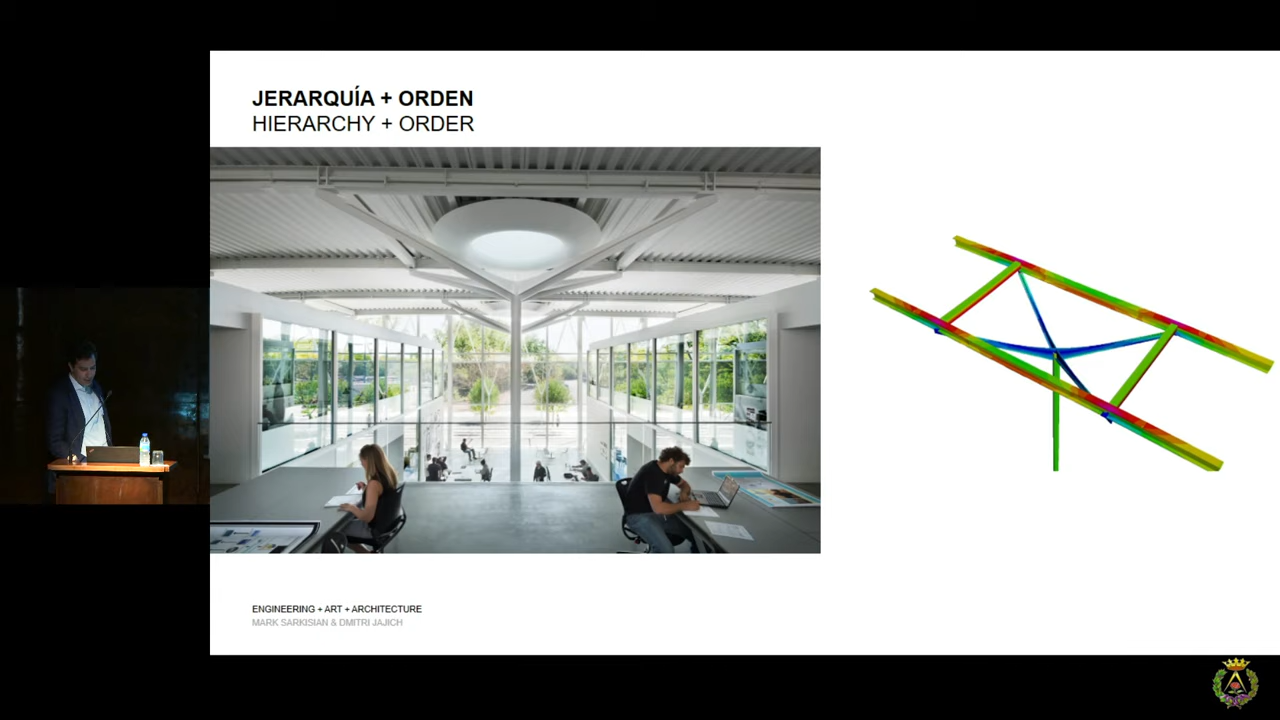 JERARQUÍA + ORDEN
HIERARCHY + ORDER
ENGINEERING + ART + ARCHITECTURE
MARK SARKISIAN & DMITRI JAJICH